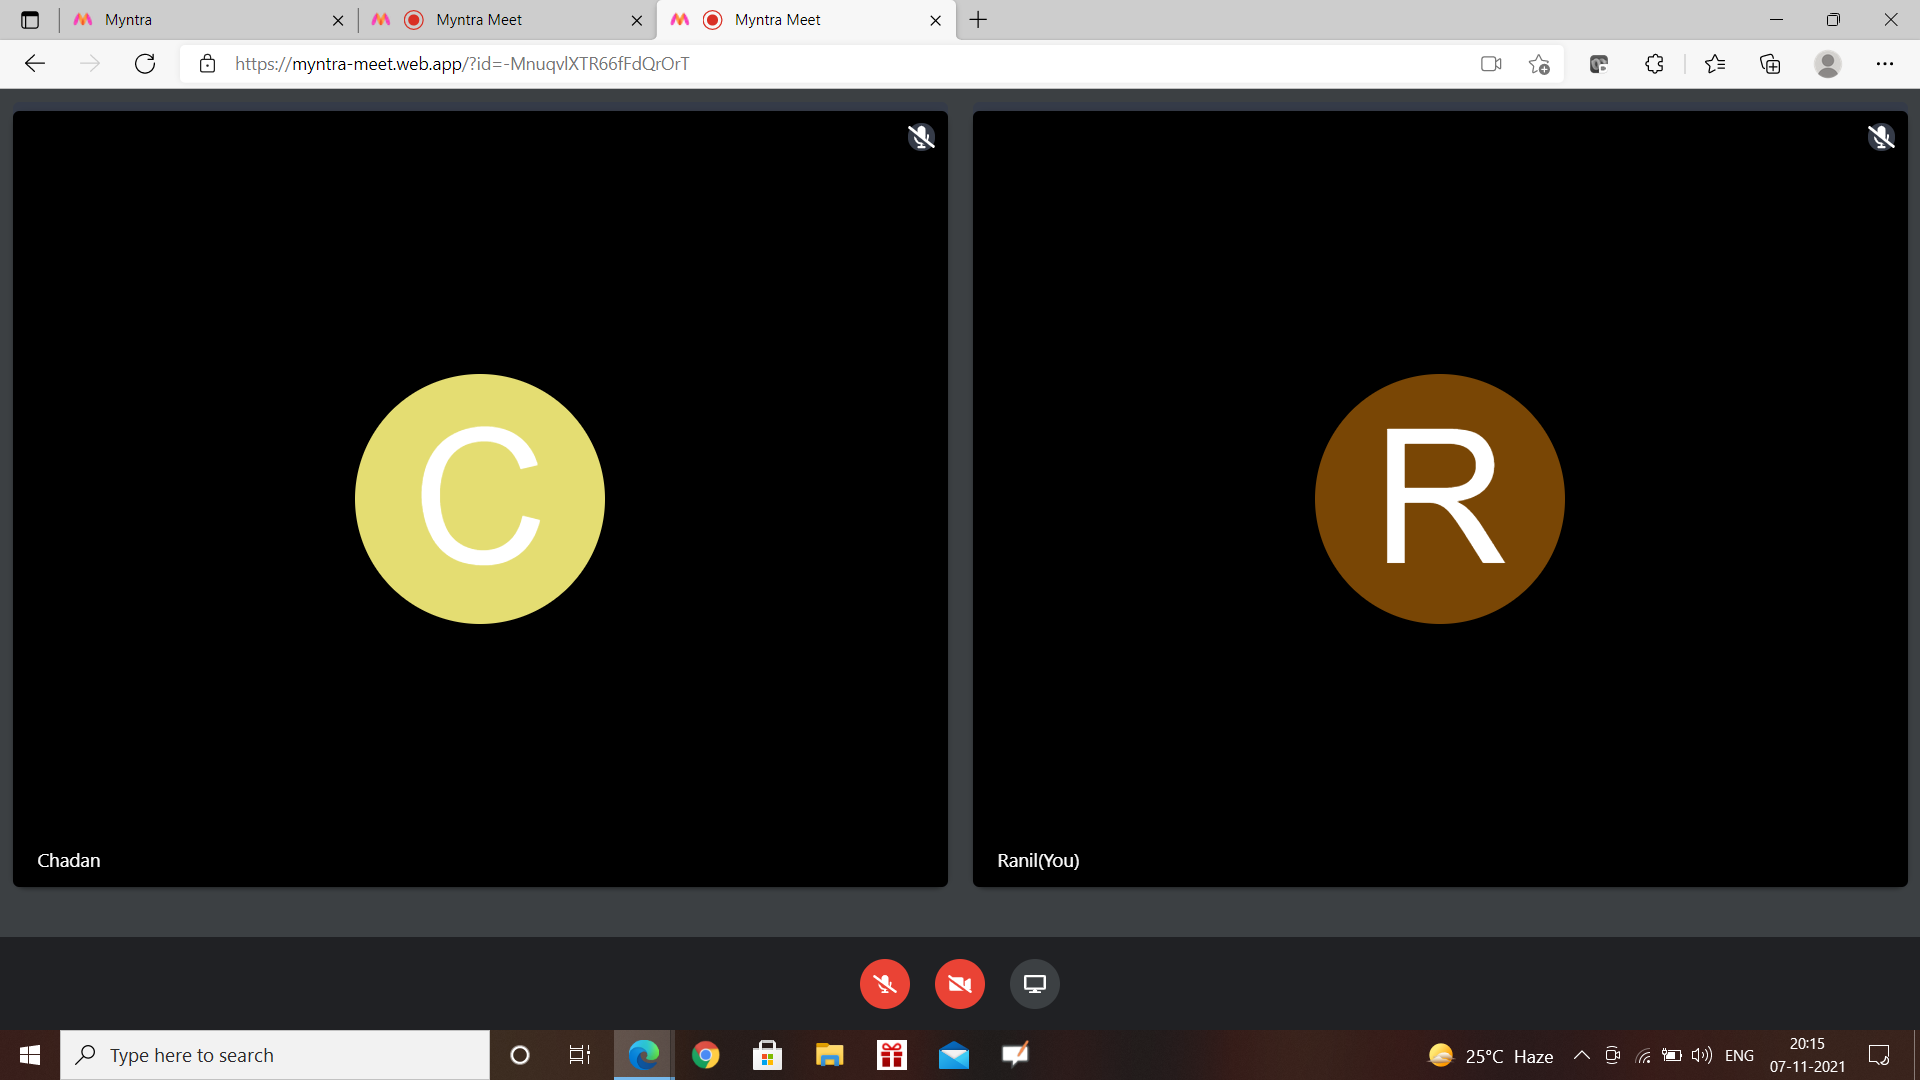 Myntra
Myntra Meet
Myntra Meet
https://myntra-meet.web.app/?id=-MnuqvlXTR66fFdQrOrT
C
R
Chadan
Ranil(You)
Type here to search
25°C Haze
ENG
20:15
07-11-2021